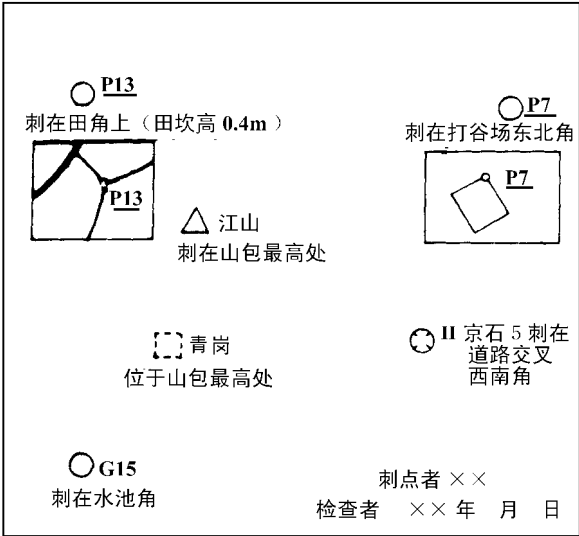 P13
刺在田角上（田坎高 0.4m）
P13
P7
刺在打谷场东北角
P7
江山
刺在山包最高处
青岗
位于山包最高处
II 京石 5 刺在
道路交叉
西南角
G15
刺在水池角
刺点者 ××
检查者 ×× 年 月 日